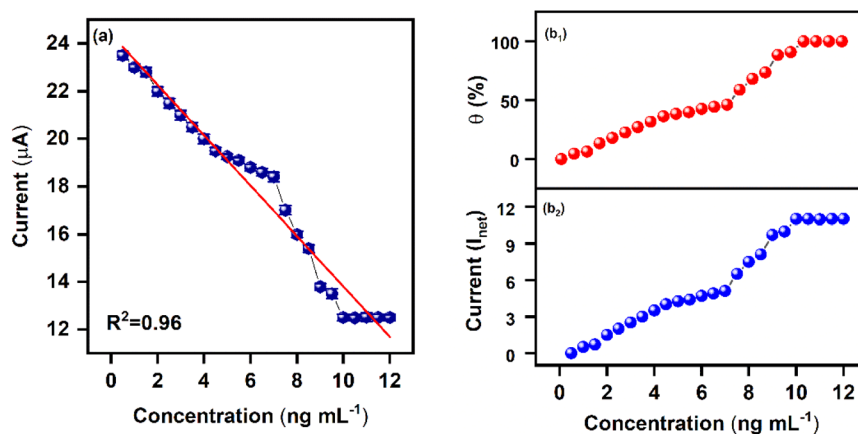 (a)
24
22
20
18
16
14
12
Current (μA)
R²=0.96
0 2 4 6 8 10 12
Concentration (ng mL⁻¹)
(b₁)
100
50
0
θ (%)
(b₂)
12
9
6
3
0
Current (Iₙₑₜ)
0 2 4 6 8 10 12
Concentration (ng mL⁻¹)